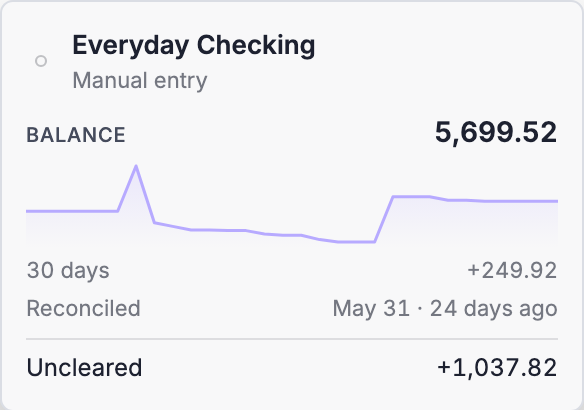 Everyday Checking
Manual entry
BALANCE 5,699.52
30 days +249.92
Reconciled May 31 · 24 days ago
Uncleared +1,037.82